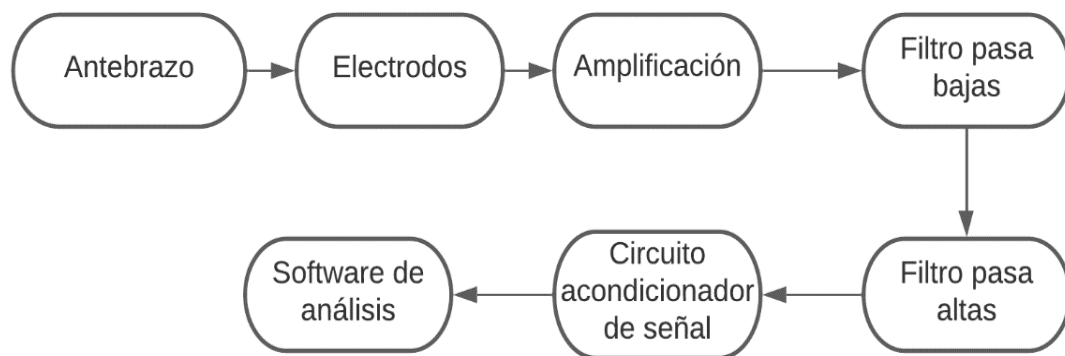 Antebrazo
Electrodos
Amplificación
Filtro pasa
bajas
Filtro pasa
altas
Circuito
acondicionador
de señal
Software de
análisis